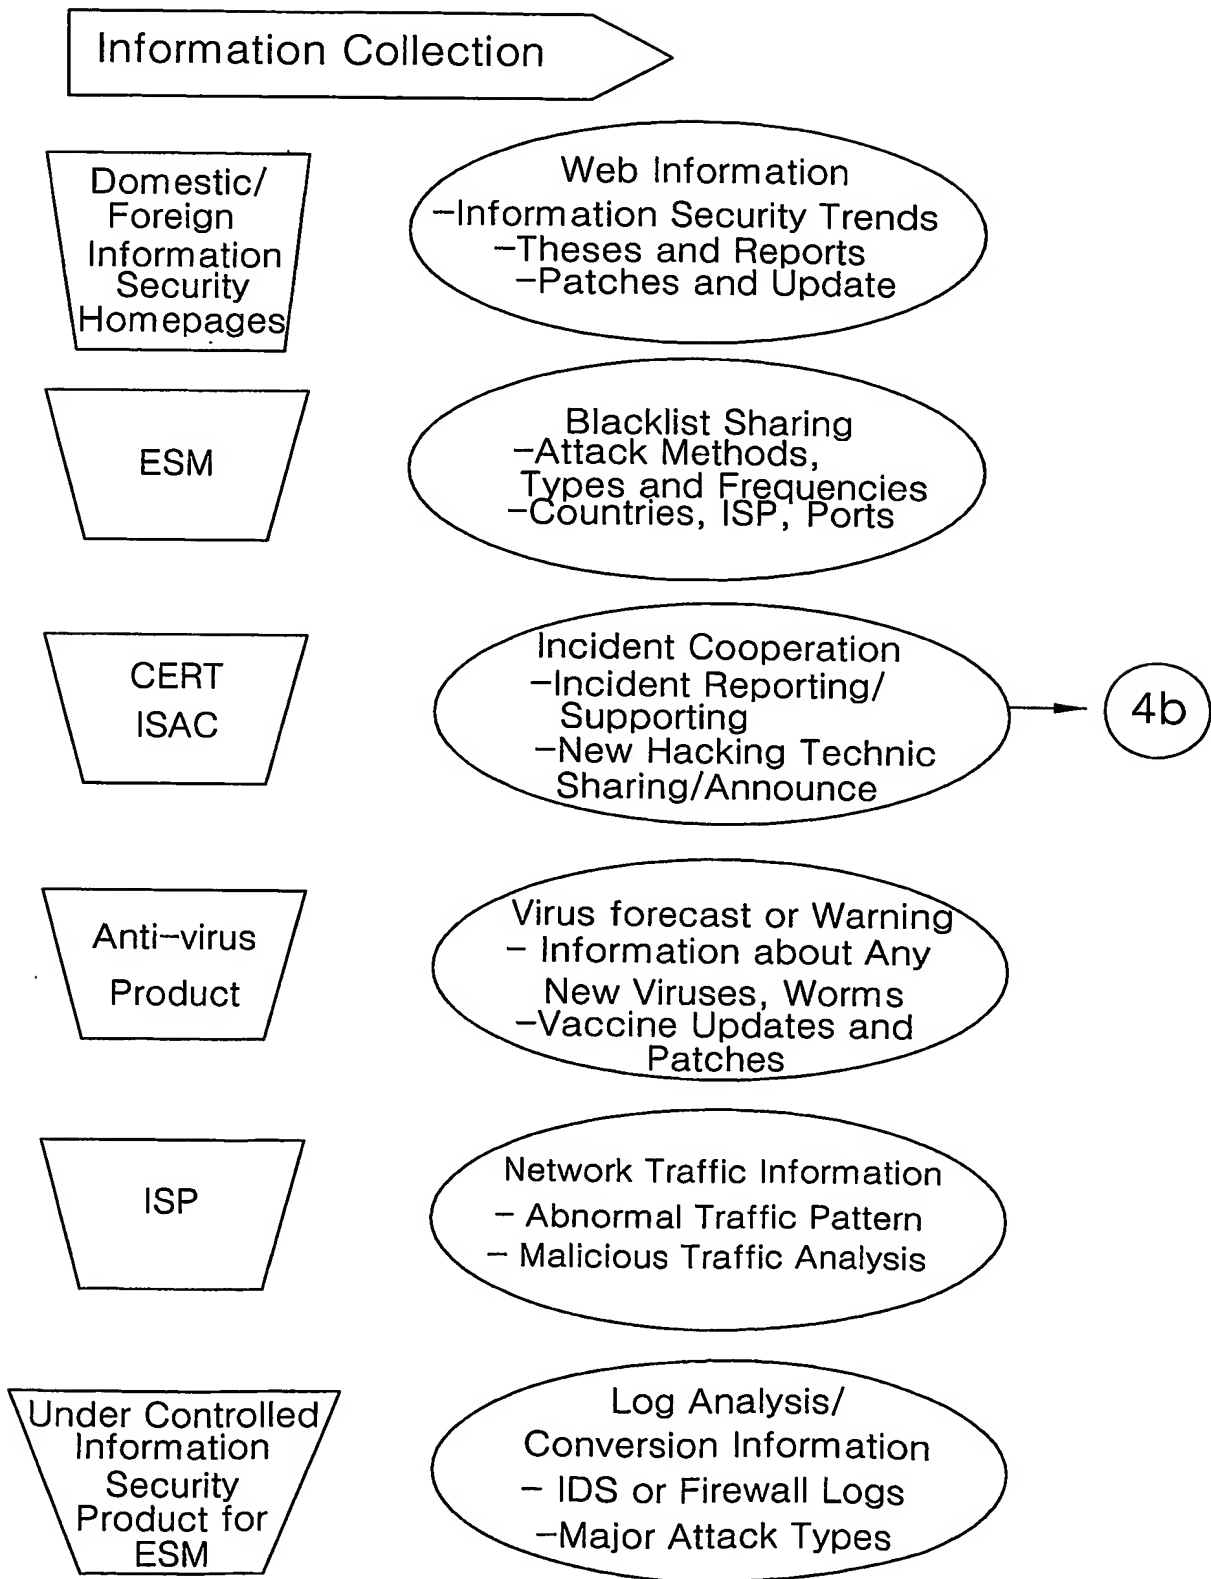 Information Collection
Domestic/
Foreign
Information
Security
Homepages
Web Information
–Information Security Trends
–Theses and Reports
–Patches and Update
ESM
Blacklist Sharing
–Attack Methods,
Types and Frequencies
–Countries, ISP, Ports
CERT
ISAC
Incident Cooperation
–Incident Reporting/
Supporting
–New Hacking Technic
Sharing/Announce
4b
Anti–virus
Product
Virus forecast or Warning
– Information about Any
New Viruses, Worms
–Vaccine Updates and
Patches
ISP
Network Traffic Information
– Abnormal Traffic Pattern
– Malicious Traffic Analysis
Under Controlled
Information
Security
Product for
ESM
Log Analysis/
Conversion Information
– IDS or Firewall Logs
–Major Attack Types